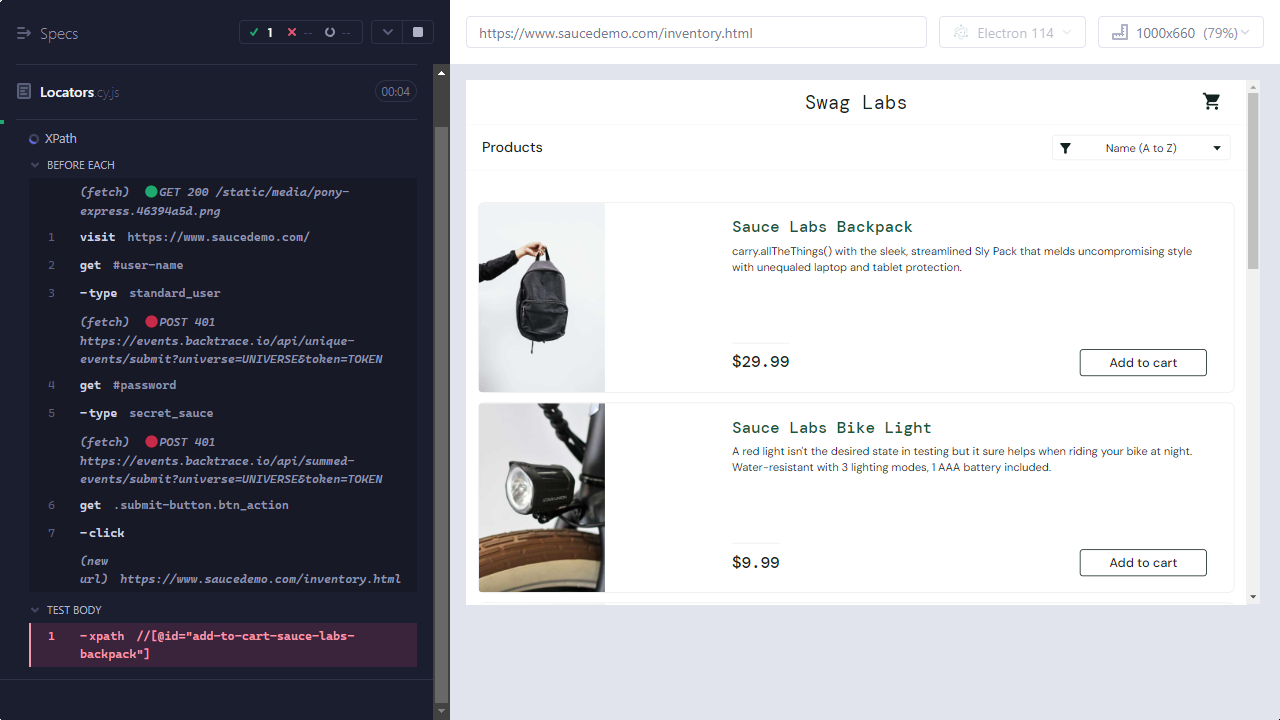 Specs
1
--
--
https://www.saucedemo.com/inventory.html
Electron 114
1000x660 (79%)
Locators.cy.js
00:04
XPath
BEFORE EACH
(fetch) GET 200 /static/media/pony-
express.46394a5d.png
1 visit https://www.saucedemo.com/
2 get #user-name
3 -type standard_user
(fetch) POST 401
https://events.backtrace.io/api/unique-
events/submit?universe=UNIVERSE&token=TOKEN
4 get #password
5 -type secret_sauce
(fetch) POST 401
https://events.backtrace.io/api/summed-
events/submit?universe=UNIVERSE&token=TOKEN
6 get .submit-button.btn_action
7 -click
(new
url) https://www.saucedemo.com/inventory.html
TEST BODY
1 -xpath //[@id="add-to-cart-sauce-labs-
backpack"]
Swag Labs
Products
Name (A to Z)
Sauce Labs Backpack
carry.allTheThings() with the sleek, streamlined Sly Pack that melds uncompromising style
with unequaled laptop and tablet protection.
$29.99
Add to cart
Sauce Labs Bike Light
A red light isn't the desired state in testing but it sure helps when riding your bike at night.
Water-resistant with 3 lighting modes, 1 AAA battery included.
$9.99
Add to cart